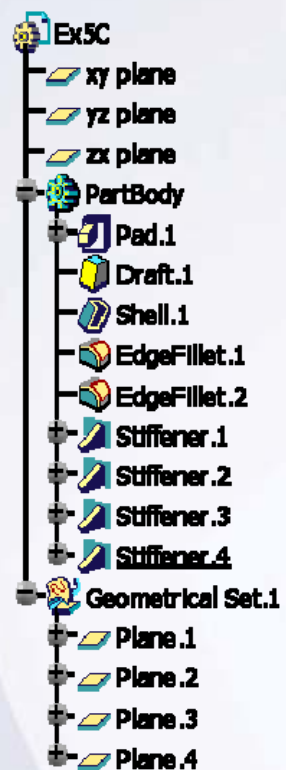 Ex5C
xy plane
yz plane
zx plane
PartBody
Pad.1
Draft.1
Shell.1
EdgeFillet.1
EdgeFillet.2
Stiffener.1
Stiffener.2
Stiffener.3
Stiffener.4
Geometrical Set.1
Plane.1
Plane.2
Plane.3
Plane.4